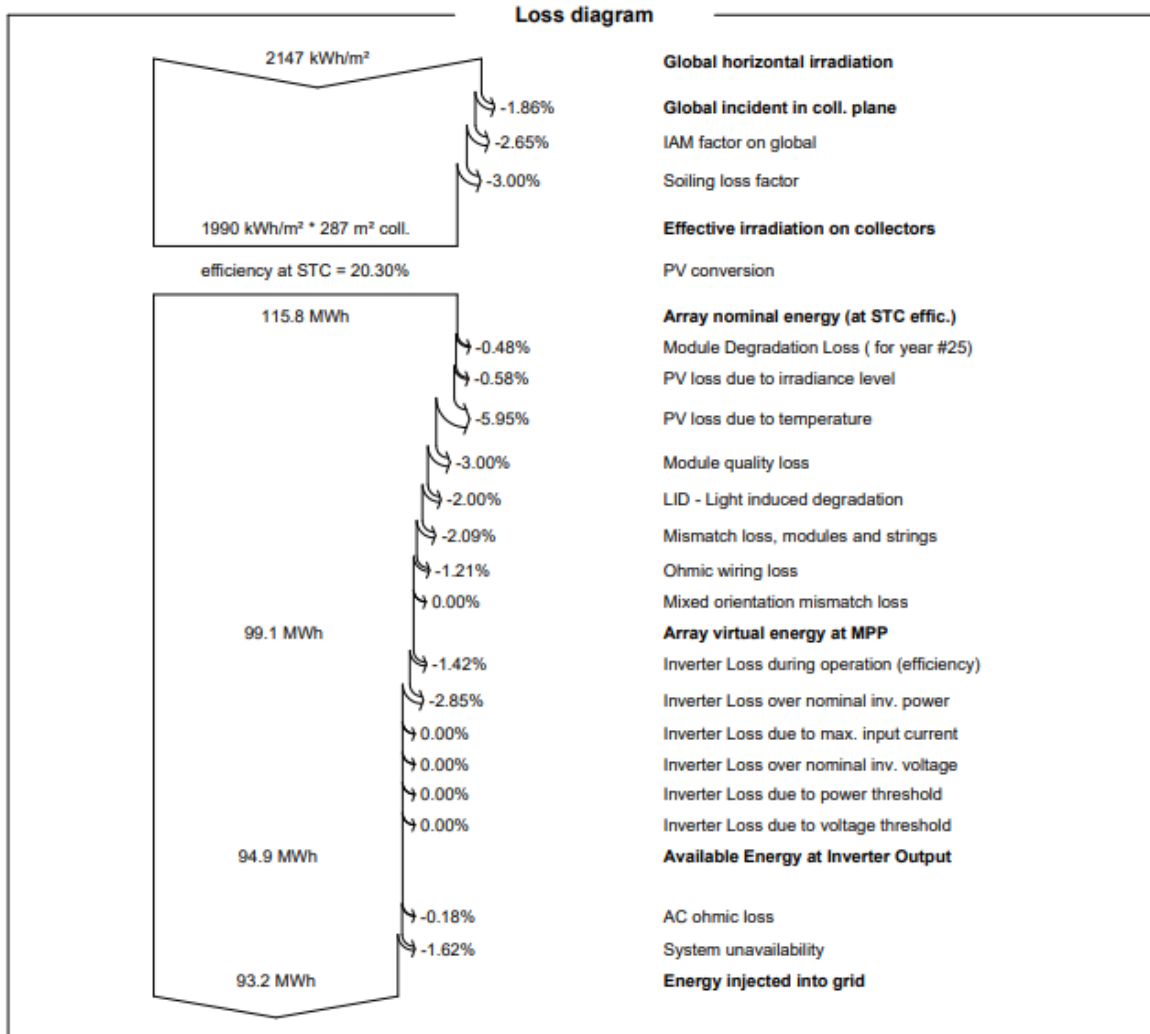 Loss diagram
2147 kWh/m² Global horizontal irradiation
-1.86% Global incident in coll. plane
-2.65% IAM factor on global
-3.00% Soiling loss factor
1990 kWh/m² * 287 m² coll. Effective irradiation on collectors
efficiency at STC = 20.30% PV conversion
115.8 MWh Array nominal energy (at STC effic.)
-0.48% Module Degradation Loss ( for year #25)
-0.58% PV loss due to irradiance level
-5.95% PV loss due to temperature
-3.00% Module quality loss
-2.00% LID - Light induced degradation
-2.09% Mismatch loss, modules and strings
-1.21% Ohmic wiring loss
0.00% Mixed orientation mismatch loss
99.1 MWh Array virtual energy at MPP
-1.42% Inverter Loss during operation (efficiency)
-2.85% Inverter Loss over nominal inv. power
0.00% Inverter Loss due to max. input current
0.00% Inverter Loss over nominal inv. voltage
0.00% Inverter Loss due to power threshold
0.00% Inverter Loss due to voltage threshold
94.9 MWh Available Energy at Inverter Output
-0.18% AC ohmic loss
-1.62% System unavailability
93.2 MWh Energy injected into grid